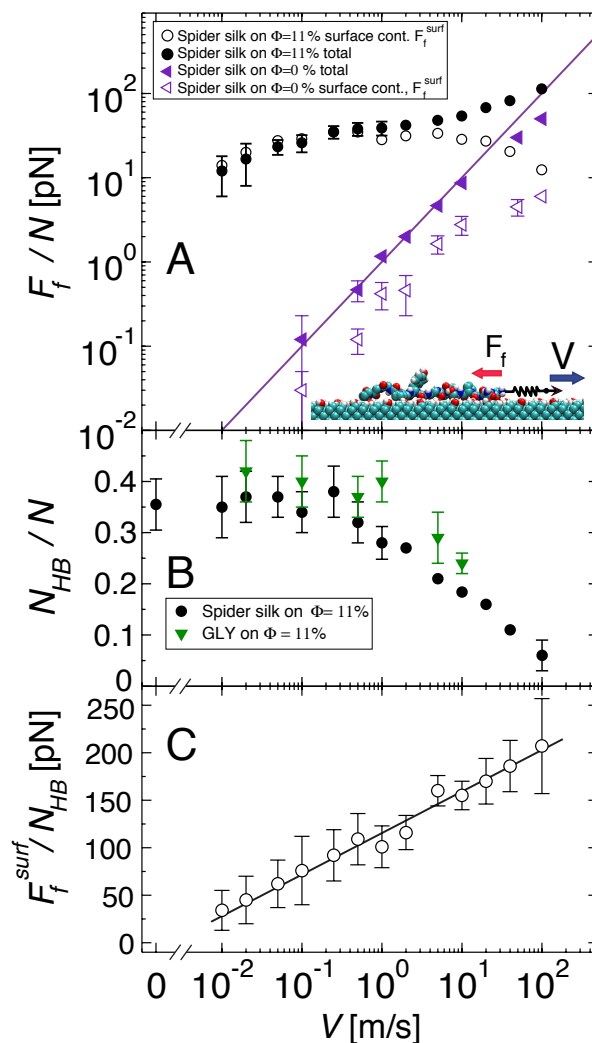 Spider silk on Φ=11% surface cont. F_f^surf
Spider silk on Φ=11% total
Spider silk on Φ=0 % total
Spider silk on Φ=0 % surface cont., F_f^surf
10^2
10^1
10^0
10^-1
10^-2
F_f / N [pN]
A
F_f
V
10
0.4
0.3
0.2
0.1
0
N_HB / N
B
Spider silk on Φ= 11%
GLY on Φ = 11%
250
200
150
100
50
0
F_f^surf / N_HB [pN]
C
0 10^-2 10^-1 10^0 10^1 10^2
V [m/s]